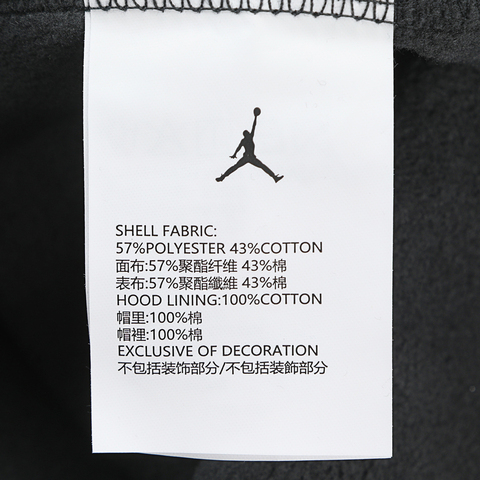 SHELL FABRIC:
57%POLYESTER 43%COTTON
面布:57%聚酯纤维 43%棉
表布:57%聚酯纖維 43%棉
HOOD LINING:100%COTTON
帽里:100%棉
帽裡:100%棉
EXCLUSIVE OF DECORATION
不包括装饰部分/不包括裝飾部分